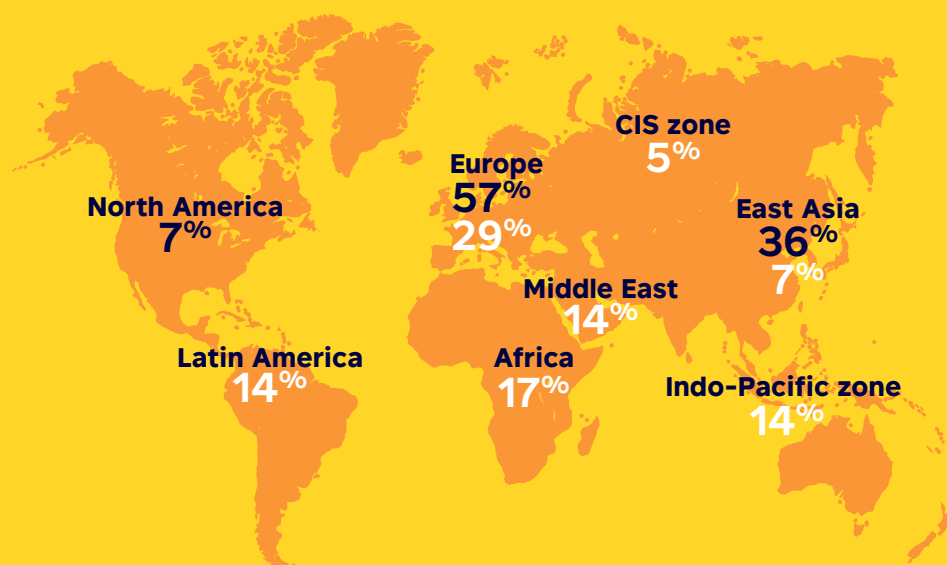 CIS zone
5%
Europe
57%
29%
North America
7%
East Asia
36%
7%
Middle East
14%
Latin America
14%
Africa
17%
Indo-Pacific zone
14%